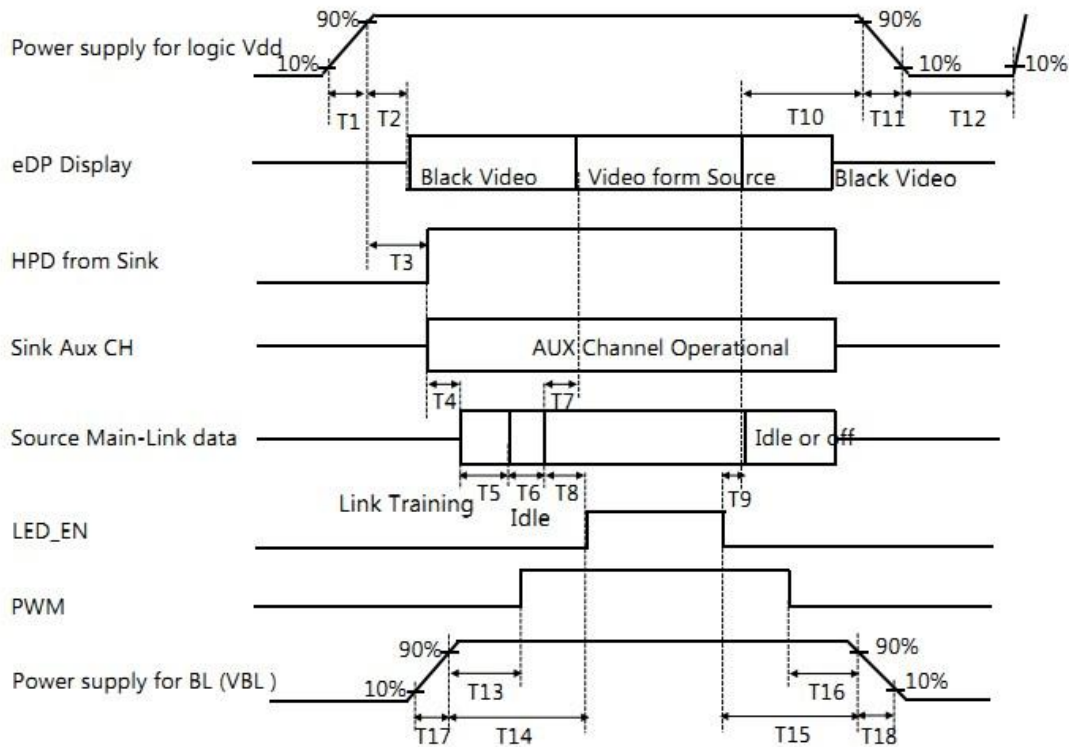 90%
90%
Power supply for logic Vdd
10%
10%
10%
T1
T2
T10
T11
T12
eDP Display
Black Video
Video form Source
Black Video
T3
HPD from Sink
Sink Aux CH
AUX Channel Operational
T4
T7
Source Main-Link data
Idle or off
T5
T6
T8
T9
Link Training
Idle
LED_EN
PWM
90%
90%
Power supply for BL (VBL )
10%
T13
T16
10%
T17
T14
T15
T18